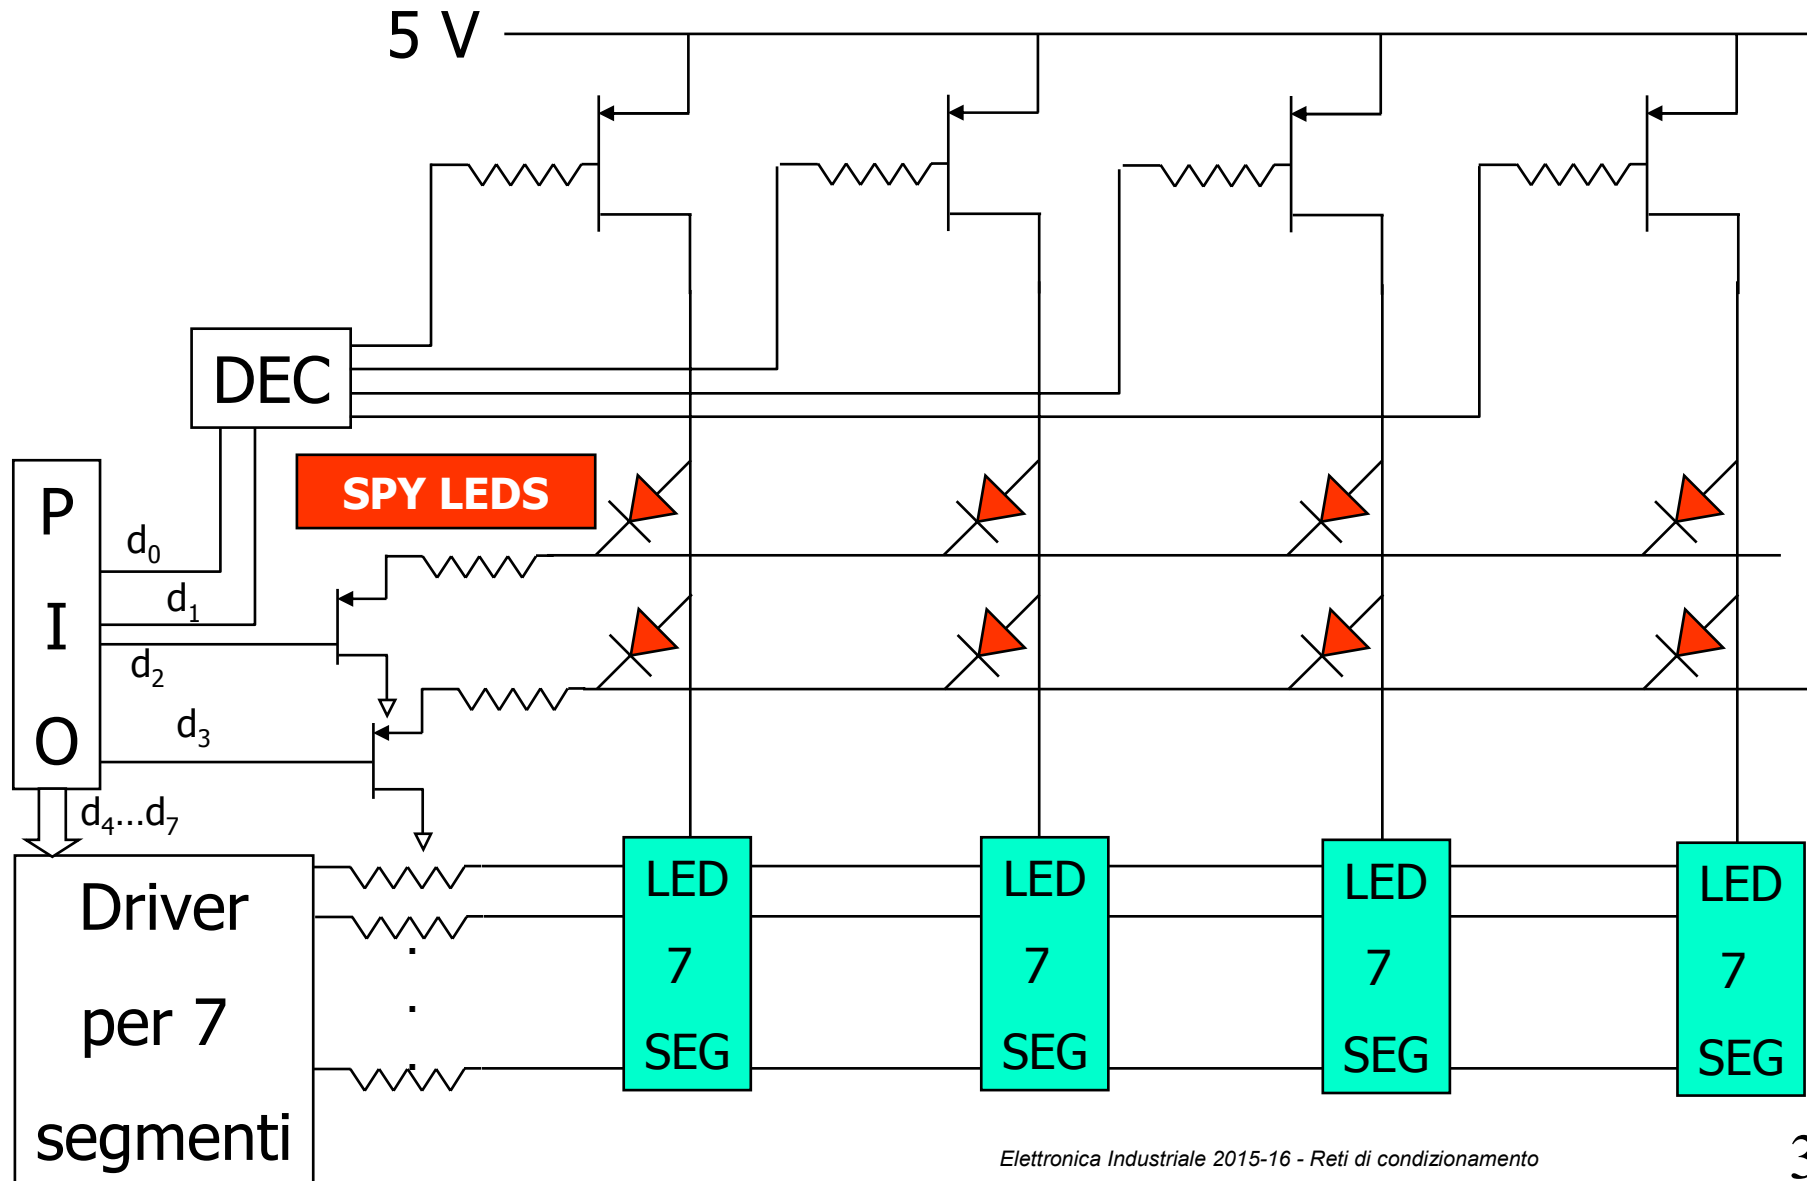 5 V
DEC
SPY LEDS
P
I
O
d0
d1
d2
d3
d4...d7
Driver
per 7
segmenti
LED
7
SEG
LED
7
SEG
LED
7
SEG
LED
7
SEG
Elettronica Industriale 2015-16 - Reti di condizionamento